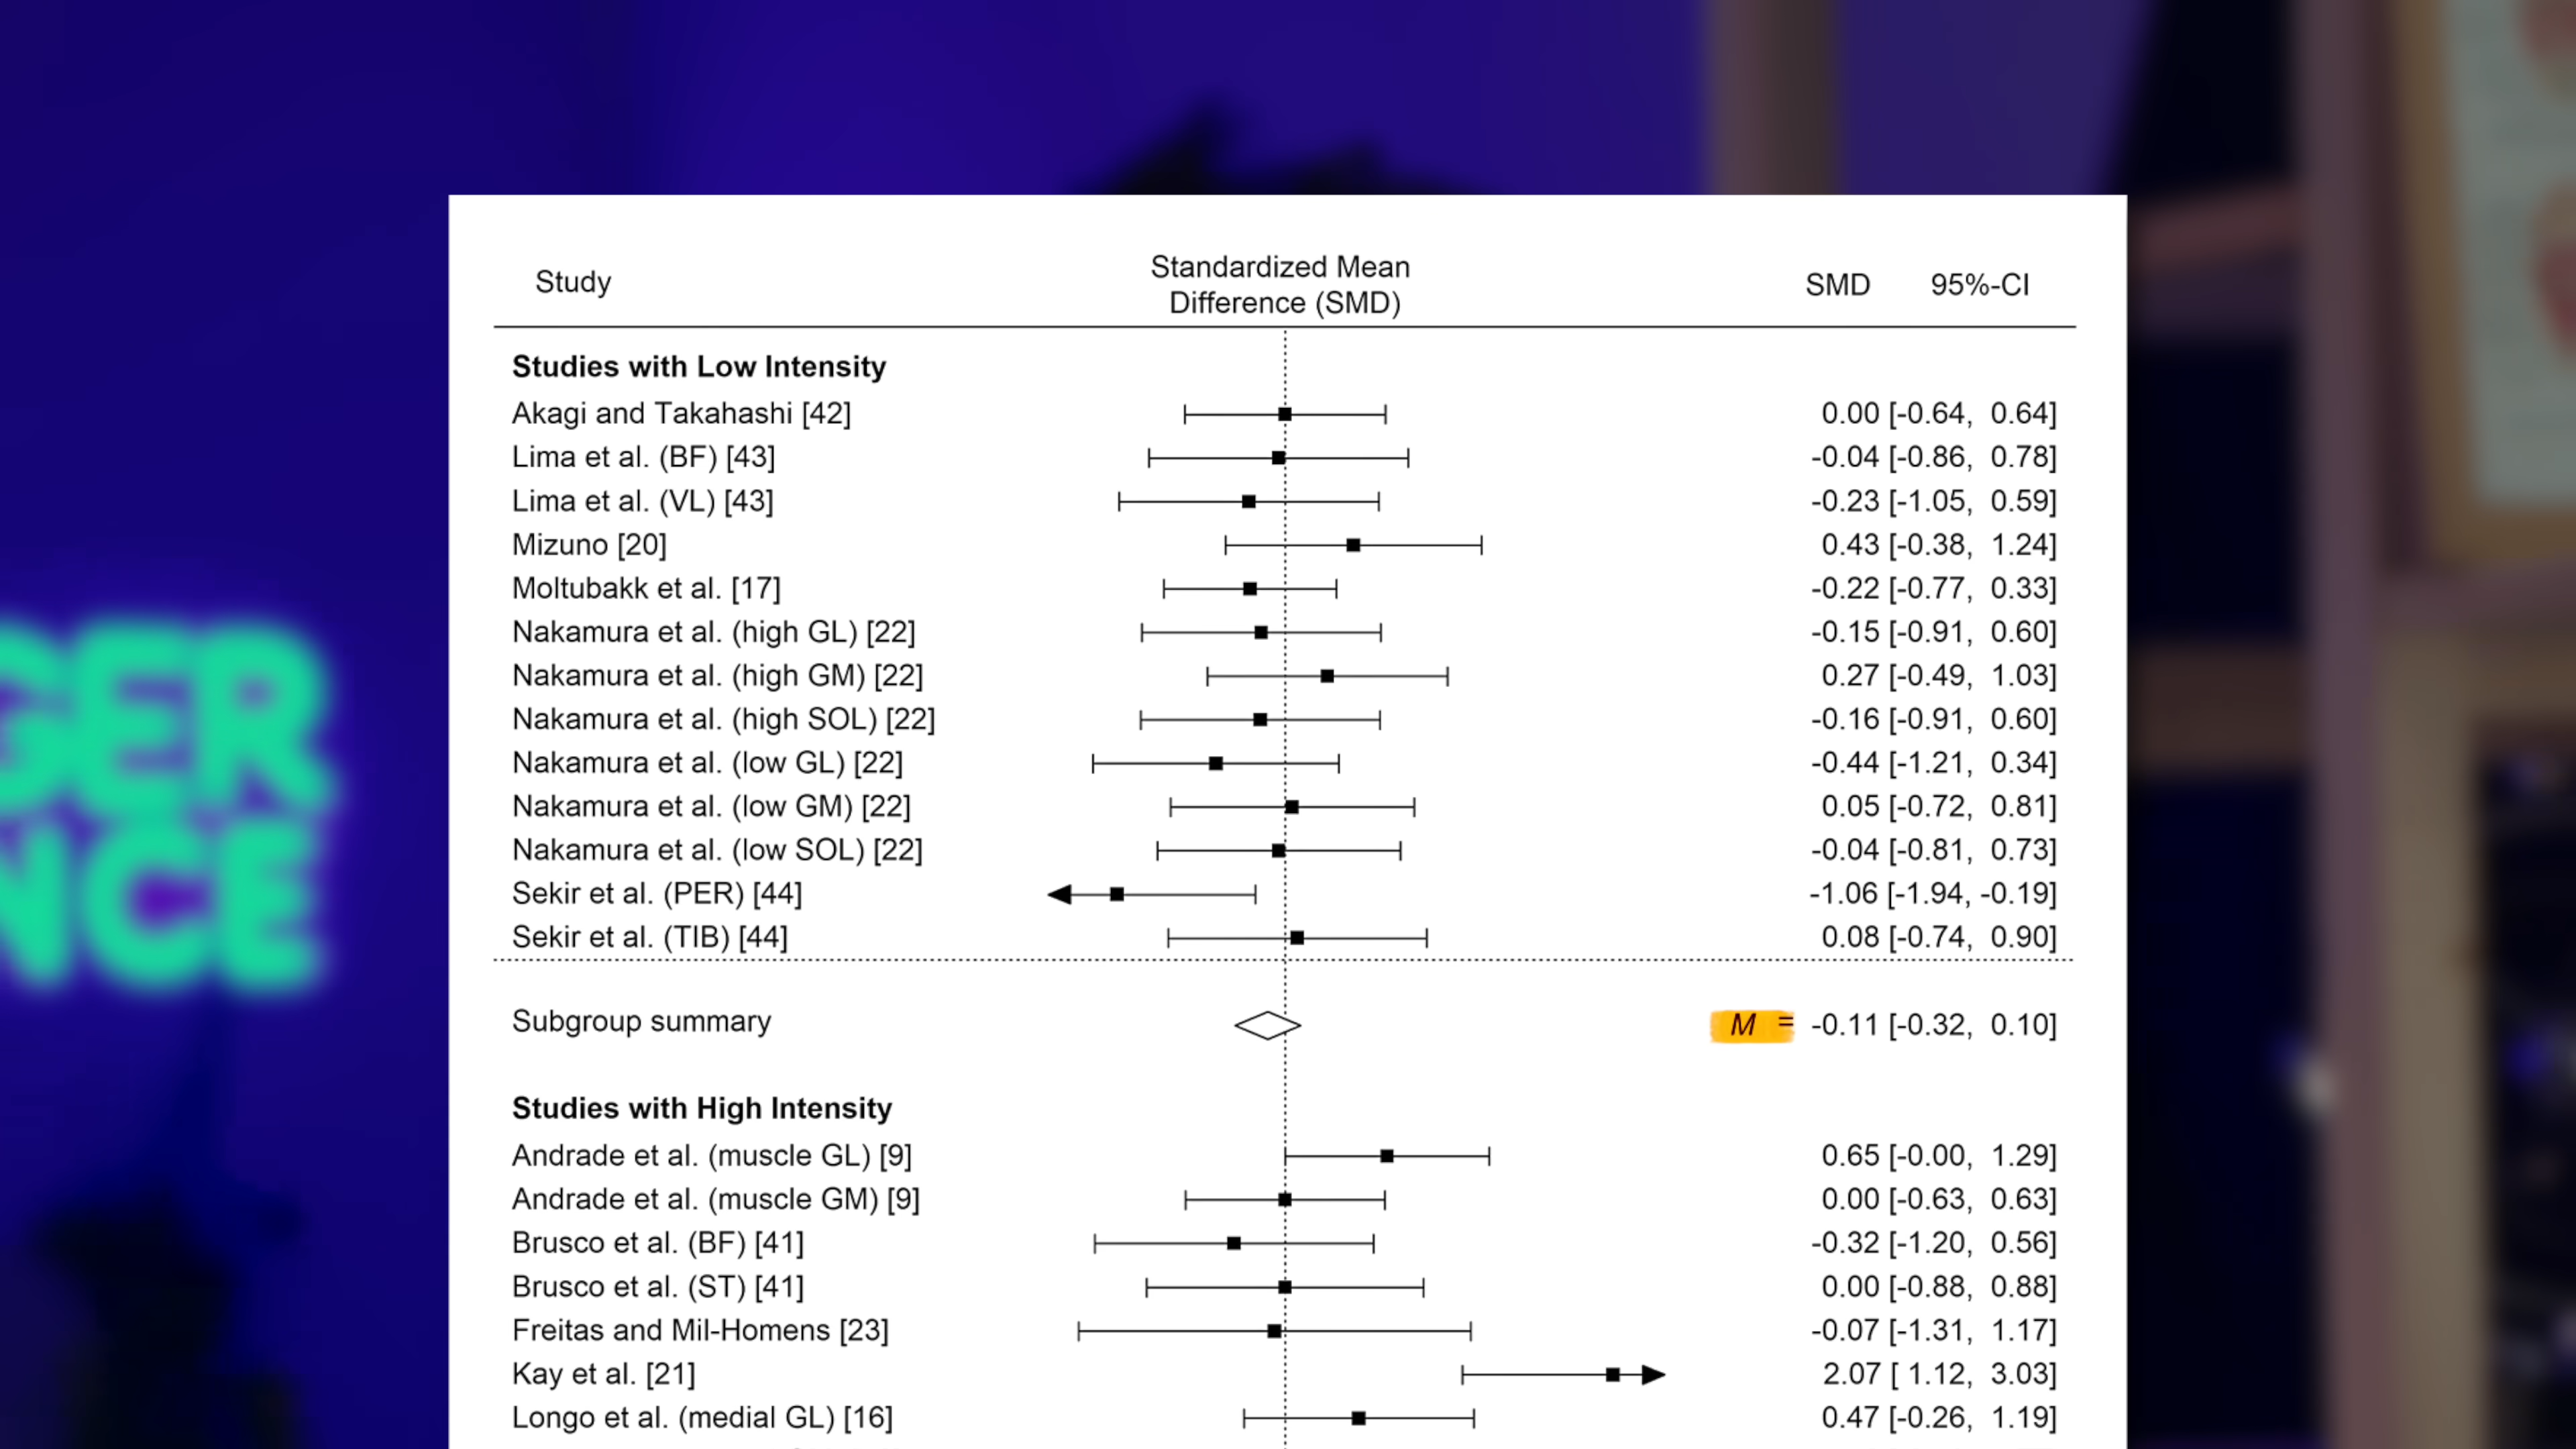 GER
NCE
Study Standardized Mean Difference (SMD) SMD 95%-CI
Studies with Low Intensity
Akagi and Takahashi [42] 0.00 [-0.64, 0.64]
Lima et al. (BF) [43] -0.04 [-0.86, 0.78]
Lima et al. (VL) [43] -0.23 [-1.05, 0.59]
Mizuno [20] 0.43 [-0.38, 1.24]
Moltubakk et al. [17] -0.22 [-0.77, 0.33]
Nakamura et al. (high GL) [22] -0.15 [-0.91, 0.60]
Nakamura et al. (high GM) [22] 0.27 [-0.49, 1.03]
Nakamura et al. (high SOL) [22] -0.16 [-0.91, 0.60]
Nakamura et al. (low GL) [22] -0.44 [-1.21, 0.34]
Nakamura et al. (low GM) [22] 0.05 [-0.72, 0.81]
Nakamura et al. (low SOL) [22] -0.04 [-0.81, 0.73]
Sekir et al. (PER) [44] -1.06 [-1.94, -0.19]
Sekir et al. (TIB) [44] 0.08 [-0.74, 0.90]
Subgroup summary M = -0.11 [-0.32, 0.10]
Studies with High Intensity
Andrade et al. (muscle GL) [9] 0.65 [-0.00, 1.29]
Andrade et al. (muscle GM) [9] 0.00 [-0.63, 0.63]
Brusco et al. (BF) [41] -0.32 [-1.20, 0.56]
Brusco et al. (ST) [41] 0.00 [-0.88, 0.88]
Freitas and Mil-Homens [23] -0.07 [-1.31, 1.17]
Kay et al. [21] 2.07 [ 1.12, 3.03]
Longo et al. (medial GL) [16] 0.47 [-0.26, 1.19]